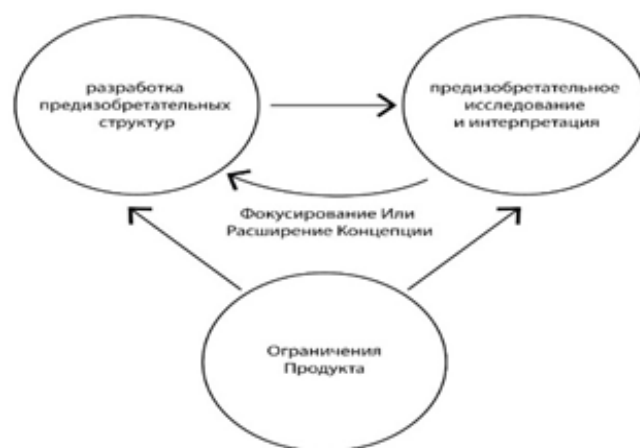 разработка
предизобретательных
структур
предизобретательное
исследование
и интерпретация
Фокусирование Или
Расширение Концепции
Ограничения
Продукта